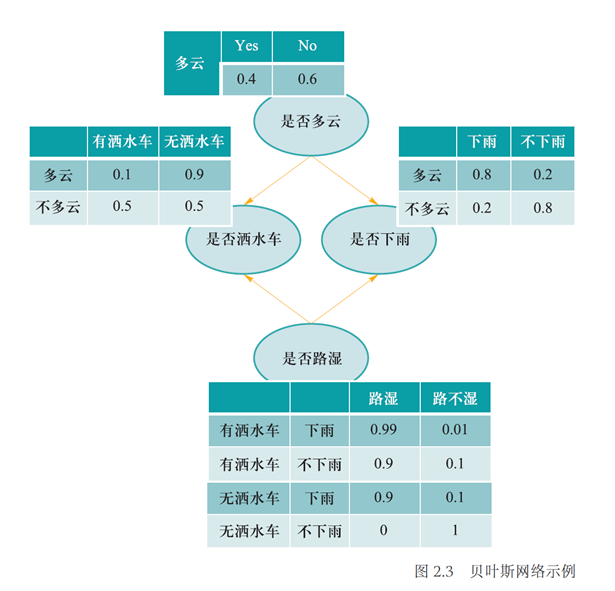 多云 Yes No
0.4 0.6
是否多云
有洒水车 无洒水车
多云 0.1 0.9
不多云 0.5 0.5
下雨 不下雨
多云 0.8 0.2
不多云 0.2 0.8
是否洒水车
是否下雨
是否路湿
路湿 路不湿
有洒水车 下雨 0.99 0.01
有洒水车 不下雨 0.9 0.1
无洒水车 下雨 0.9 0.1
无洒水车 不下雨 0 1
图 2.3 贝叶斯网络示例